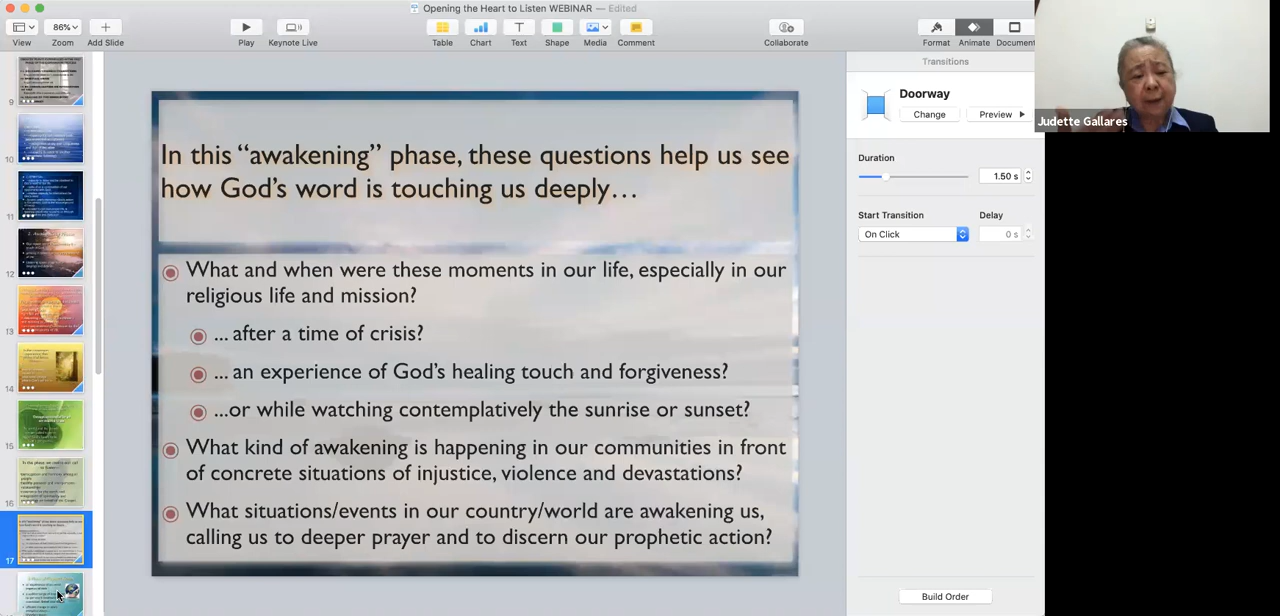 Opening the Heart to Listen WEBINAR — Edited
86%
View
Zoom
Add Slide
Play
Keynote Live
Table
Chart
Text
Shape
Media
Comment
Collaborate
Format
Animate
Document
Judette Gallares
Transitions
Doorway
Change
Preview
Duration
1.50 s
Start Transition
Delay
On Click
0 s
Build Order
9
10
11
12
13
14
15
16
17
In this “awakening” phase, these questions help us see
how God’s word is touching us deeply…
What and when were these moments in our life, especially in our
religious life and mission?
... after a time of crisis?
... an experience of God’s healing touch and forgiveness?
...or while watching contemplatively the sunrise or sunset?
What kind of awakening is happening in our communities in front
of concrete situations of injustice, violence and devastations?
What situations/events in our country/world are awakening us,
calling us to deeper prayer and to discern our prophetic action?